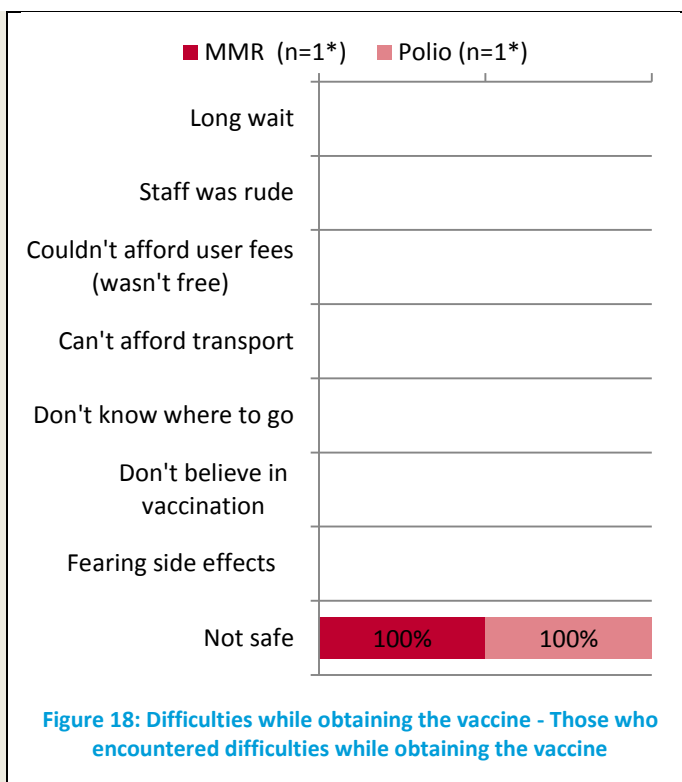 MMR (n=1*) Polio (n=1*)
Long wait
Staff was rude
Couldn't afford user fees
(wasn't free)
Can't afford transport
Don't know where to go
Don't believe in
vaccination
Fearing side effects
Not safe 100% 100%
Figure 18: Difficulties while obtaining the vaccine - Those who
encountered difficulties while obtaining the vaccine